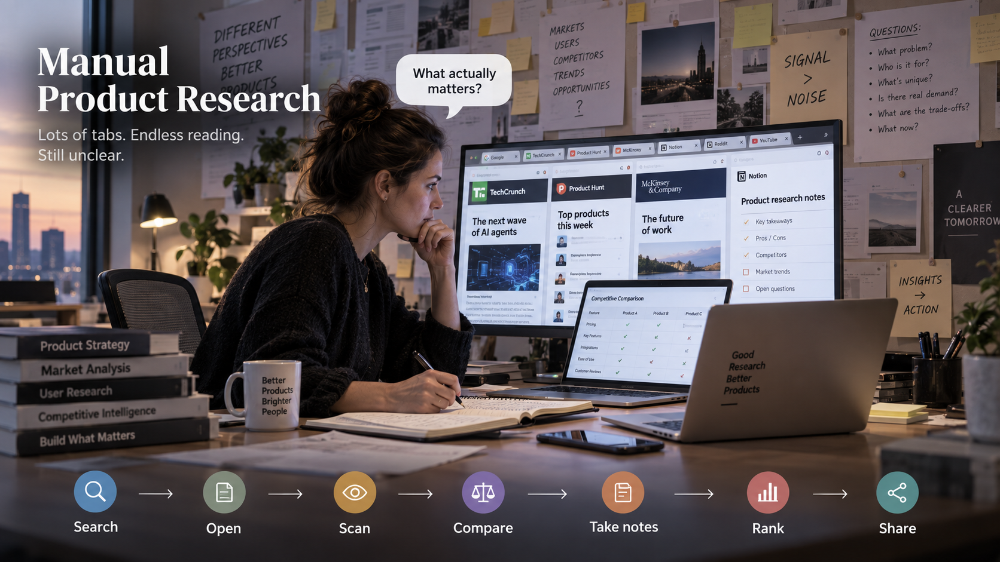 Manual
Product Research
Lots of tabs. Endless reading.
Still unclear.
DIFFERENT
PERSPECTIVES
BETTER
PRODUCTS
What actually
matters?
MARKETS
USERS
COMPETITORS
TRENDS
OPPORTUNITIES
?
SIGNAL
>
NOISE
QUESTIONS:
• What problem?
• Who is it for?
• What's unique?
• Is there real demand?
• What are the trade-offs?
• What now?
A
CLEARER
TOMORROW
INSIGHTS
→
ACTION
Google
TechCrunch
Product Hunt
McKinsey
Notion
Reddit
YouTube
TechCrunch
The next wave
of AI agents
Product Hunt
Top products
this week
McKinsey
& Company
The future
of work
Notion
Product research notes
Key takeaways
Pros / Cons
Competitors
Market trends
Open questions
Competitive Comparison
Feature Product A Product B Product C
Pricing
Key Features
Integrations
Ease of Use
Customer Reviews
Good
Research
Better
Products
Product Strategy
Market Analysis
User Research
Competitive Intelligence
Build What Matters
Better
Products
Brighter
People
Search
Open
Scan
Compare
Take notes
Rank
Share